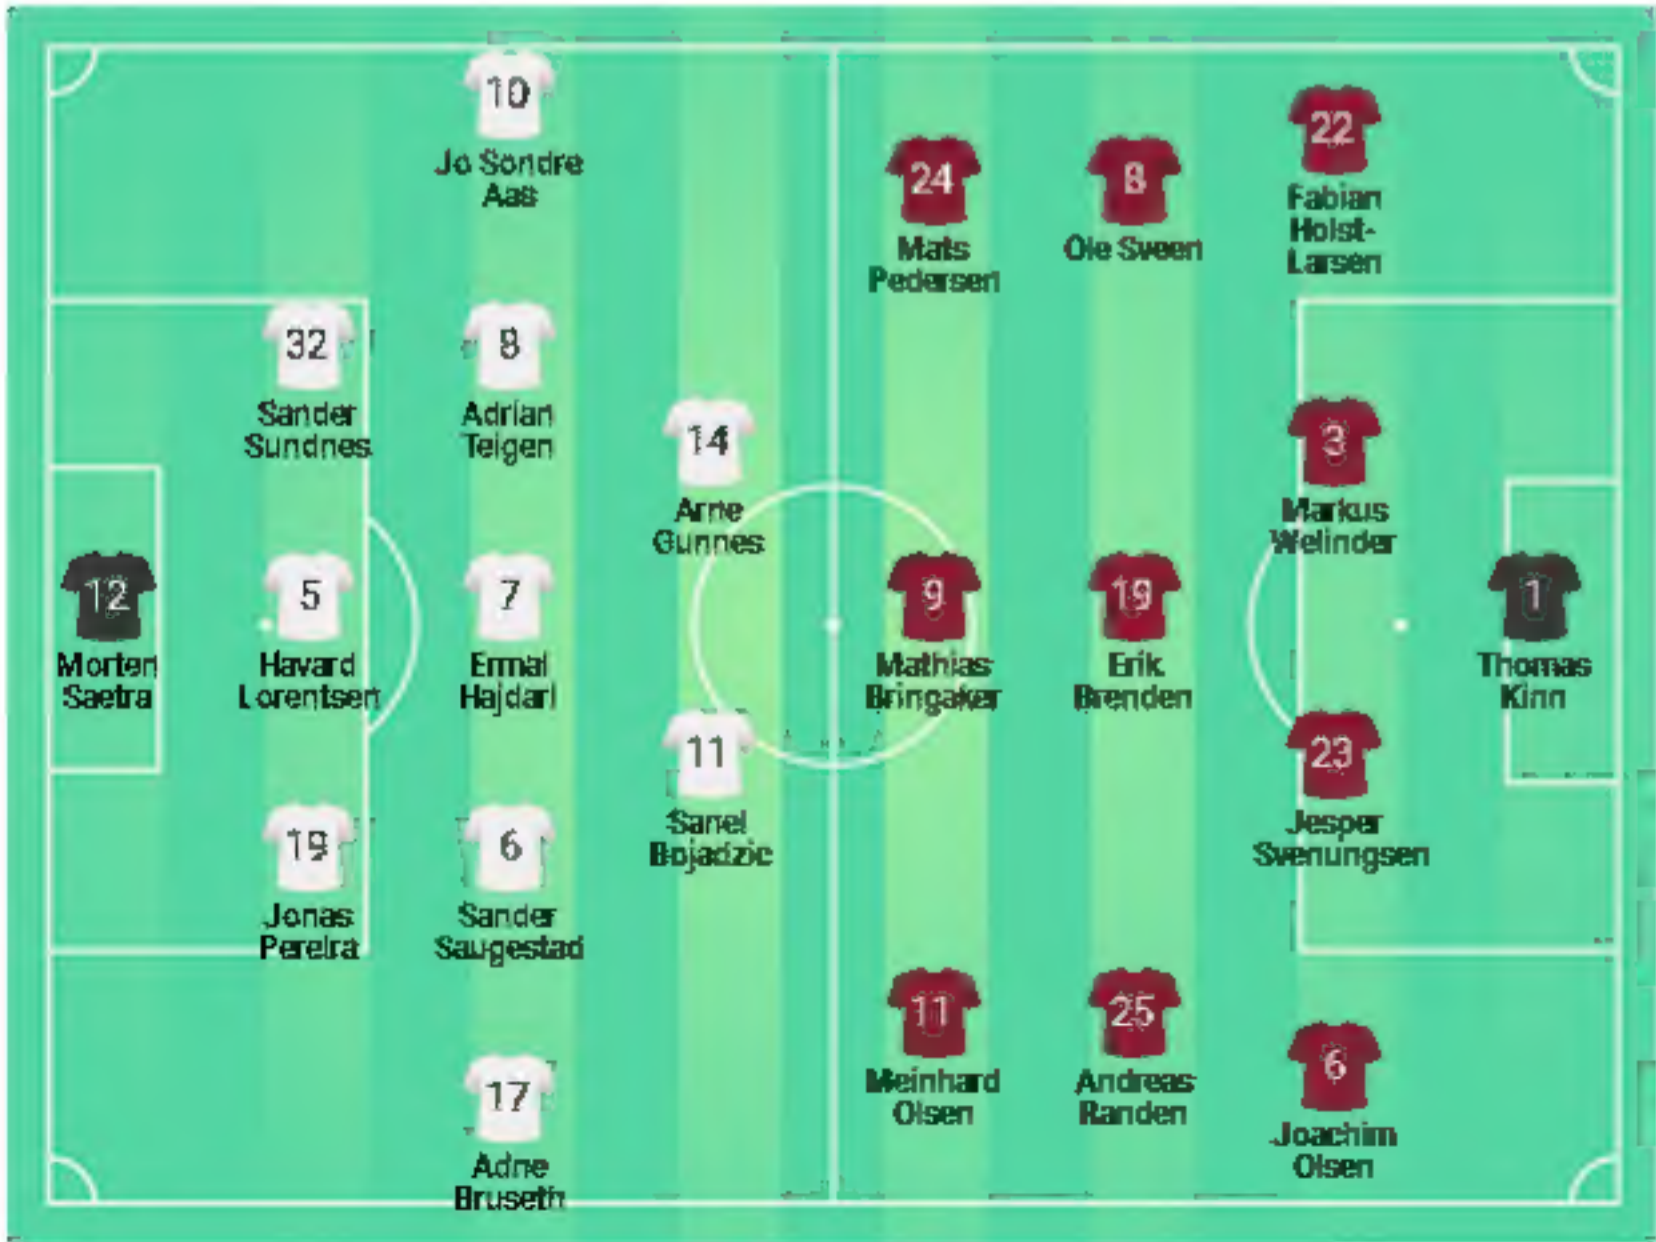 10
Jo Sondre
Aas
32
Sander
Sundnes
8
Adrian
Teigen
14
Arne
Gunnes
12
Morten
Saetra
5
Havard
Lorentsen
7
Ermal
Hajdari
11
Sanel
Bojadzic
19
Jonas
Pereira
6
Sander
Saugestad
17
Adne
Bruseth
24
Mats
Pedersen
8
Ole Sveen
22
Fabian
Holst-
Larsen
Markus
Welinder
9
Mathias
Bringaker
19
Erik
Brenden
1
Thomas
Kinn
23
Jesper
Svenungsen
11
Meinhard
Olsen
25
Andreas
Randen
6
Joachim
Olsen